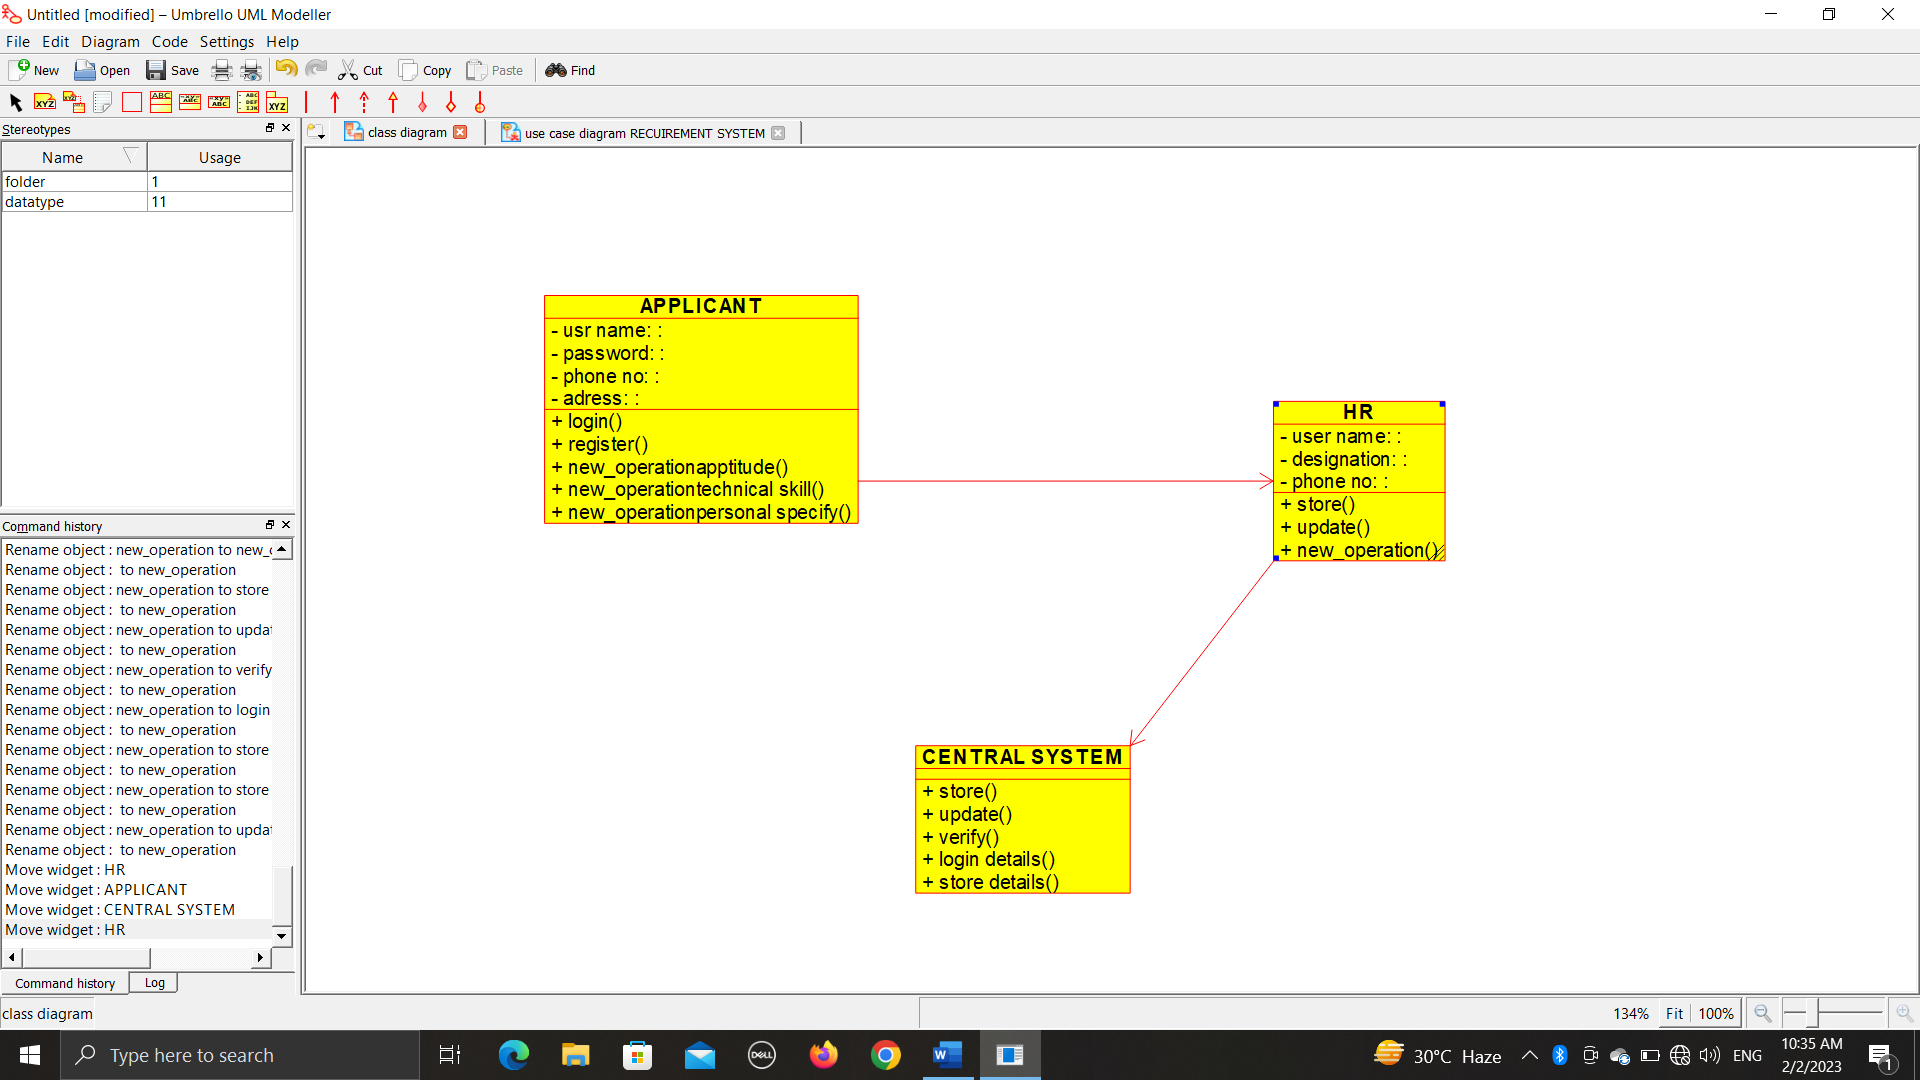 Untitled [modified] – Umbrello UML Modeller
File Edit Diagram Code Settings Help
New Open Save Cut Copy Paste Find
Stereotypes
class diagram
use case diagram RECUIREMENT SYSTEM
Name Usage
folder 1
datatype 11
APPLICANT
- usr name: :
- password: :
- phone no: :
- adress: :
+ login()
+ register()
+ new_operationapptitude()
+ new_operationtechnical skill()
+ new_operationpersonal specify()
HR
- user name: :
- designation: :
- phone no: :
+ store()
+ update()
+ new_operation()
CENTRAL SYSTEM
+ store()
+ update()
+ verify()
+ login details()
+ store details()
Command history
Rename object : new_operation to new_
Rename object :  to new_operation
Rename object : new_operation to store
Rename object :  to new_operation
Rename object : new_operation to updat
Rename object :  to new_operation
Rename object : new_operation to verify
Rename object :  to new_operation
Rename object : new_operation to login
Rename object :  to new_operation
Rename object : new_operation to store
Rename object :  to new_operation
Rename object : new_operation to store
Rename object :  to new_operation
Rename object : new_operation to updat
Rename object :  to new_operation
Move widget : HR
Move widget : APPLICANT
Move widget : CENTRAL SYSTEM
Move widget : HR
Command history Log
class diagram
134% Fit 100%
Type here to search
30°C Haze
ENG
10:35 AM
2/2/2023
1